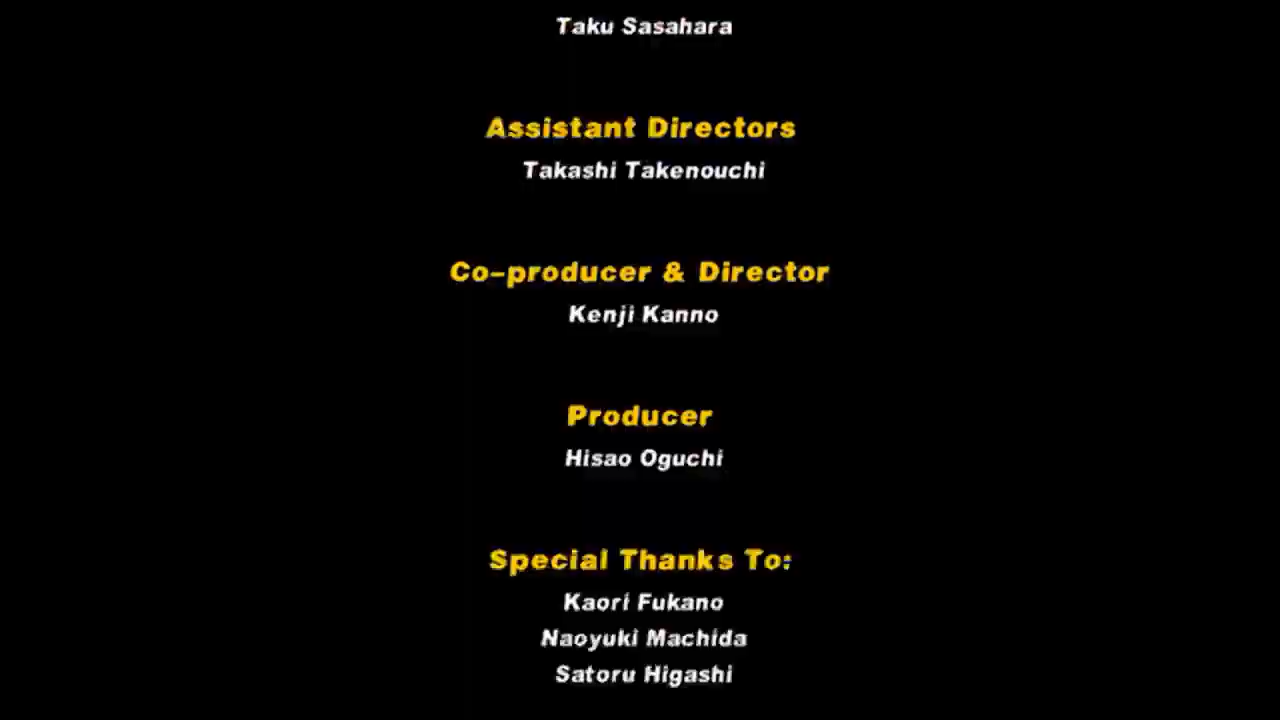 Taku Sasahara
Assistant Directors
Takashi Takenouchi
Co-producer & Director
Kenji Kanno
Producer
Hisao Oguchi
Special Thanks To:
Kaori Fukano
Naoyuki Machida
Satoru Higashi